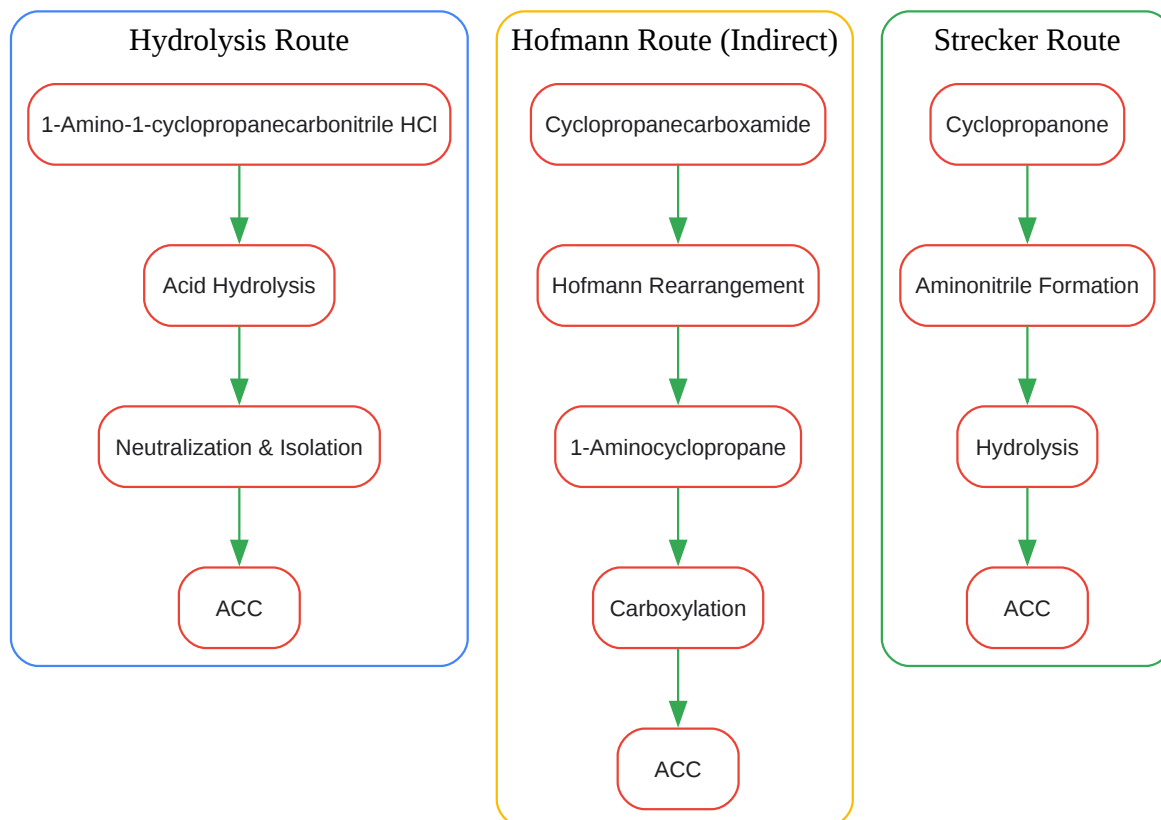 Hydrolysis Route
1-Amino-1-cyclopropanecarbonitrile HCl
Acid Hydrolysis
Neutralization & Isolation
ACC
Hofmann Route (Indirect)
Cyclopropanecarboxamide
Hofmann Rearrangement
1-Aminocyclopropane
Carboxylation
ACC
Strecker Route
Cyclopropanone
Aminonitrile Formation
Hydrolysis
ACC